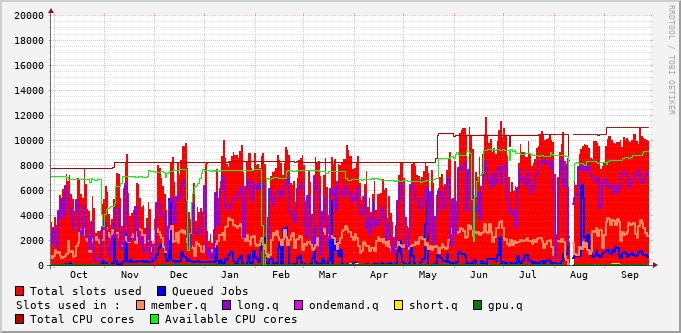 RRDTOOL / TOBI OETIKER
20000
18000
16000
14000
12000
10000
8000
6000
4000
2000
0
Oct Nov Dec Jan Feb Mar Apr May Jun Jul Aug Sep
Total slots used Queued Jobs
Slots used in : member.q long.q ondemand.q short.q gpu.q
Total CPU cores Available CPU cores